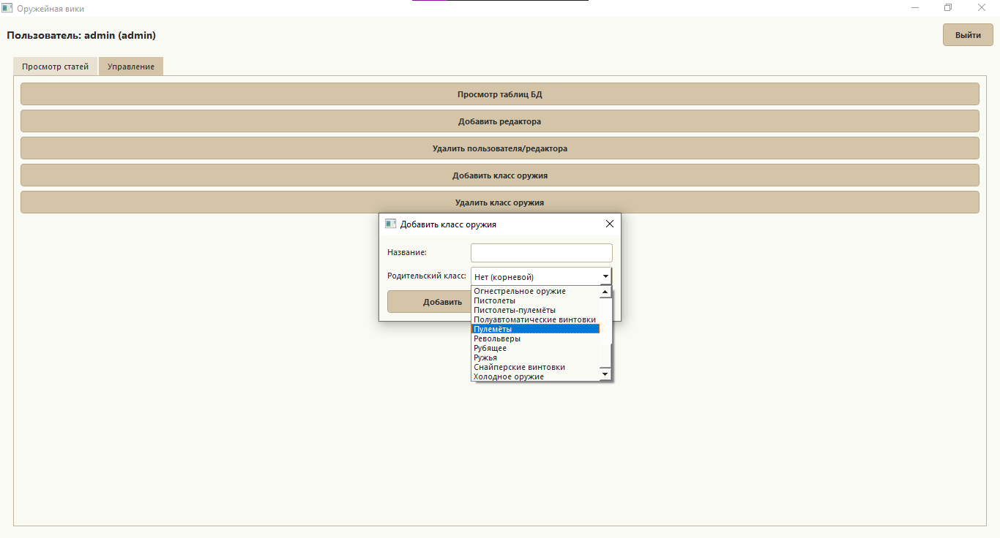 Оружейная вики
Пользователь: admin (admin)
Выйти
Просмотр статей
Управление
Просмотр таблиц БД
Добавить редактора
Удалить пользователя/редактора
Добавить класс оружия
Удалить класс оружия
Добавить класс оружия
Название:
Родительский класс:
Нет (корневой)
Добавить
Огнестрельное оружие
Пистолеты
Пистолеты-пулемёты
Полуавтоматические винтовки
Пулемёты
Револьверы
Рубящее
Ружья
Снайперские винтовки
Холодное оружие